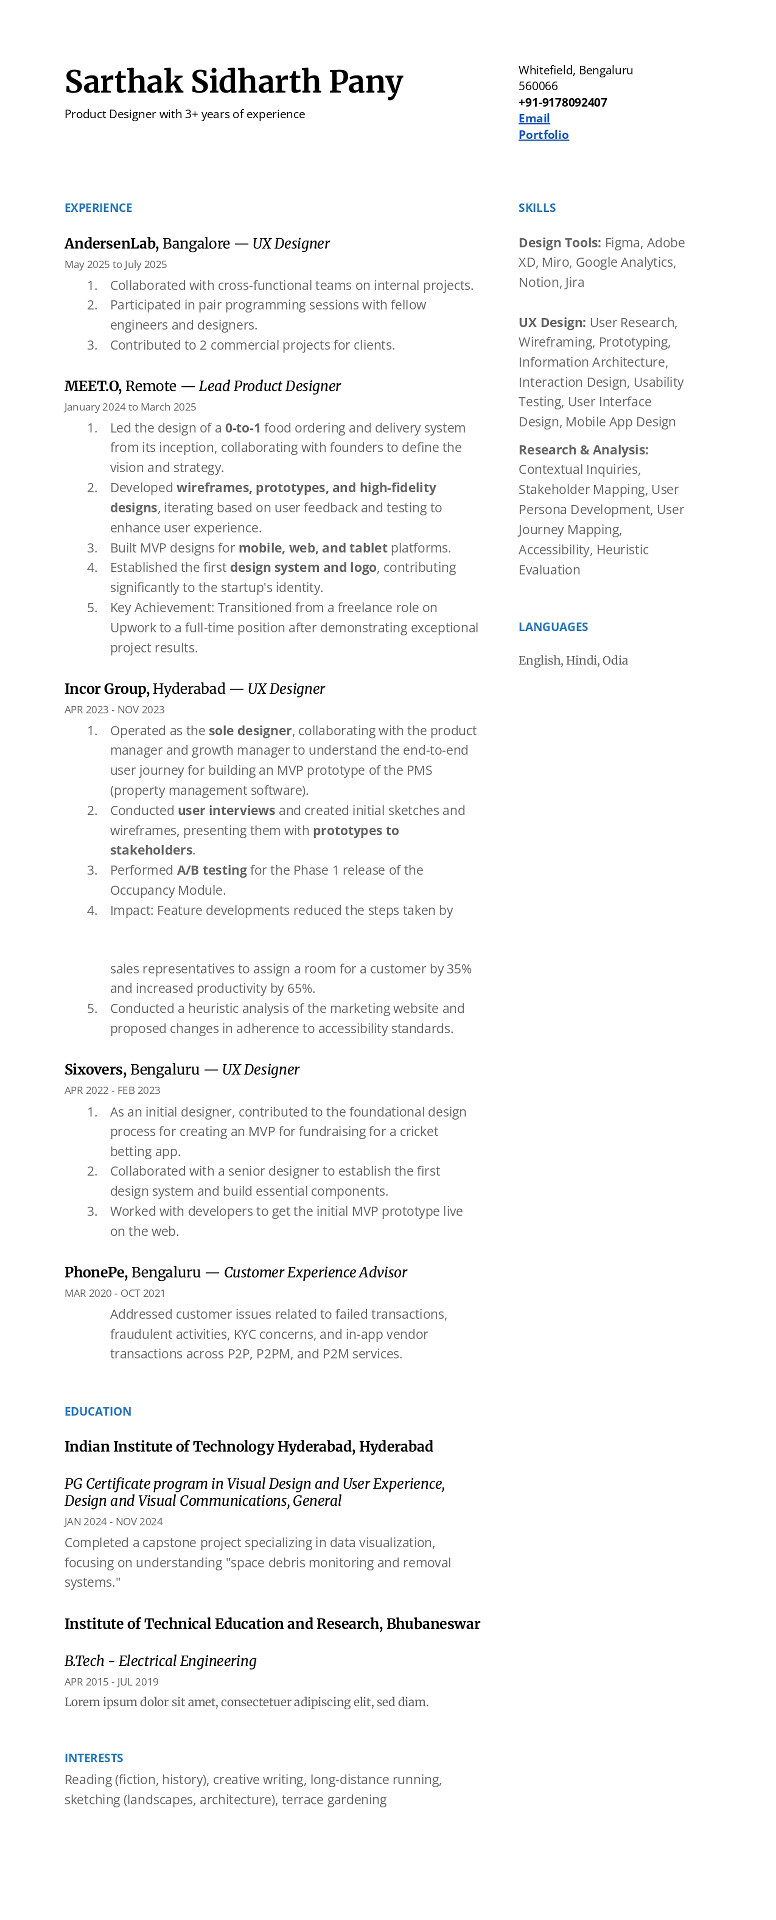 Sarthak Sidharth Pany
Product Designer with 3+ years of experience
Whitefield, Bengaluru
560066
+91-9178092407
Email
Portfolio
EXPERIENCE
AndersenLab, Bangalore — UX Designer
May 2025 to July 2025
1. Collaborated with cross-functional teams on internal projects.
2. Participated in pair programming sessions with fellow
engineers and designers.
3. Contributed to 2 commercial projects for clients.
MEET.O, Remote — Lead Product Designer
January 2024 to March 2025
1. Led the design of a 0-to-1 food ordering and delivery system
from its inception, collaborating with founders to define the
vision and strategy.
2. Developed wireframes, prototypes, and high-fidelity
designs, iterating based on user feedback and testing to
enhance user experience.
3. Built MVP designs for mobile, web, and tablet platforms.
4. Established the first design system and logo, contributing
significantly to the startup's identity.
5. Key Achievement: Transitioned from a freelance role on
Upwork to a full-time position after demonstrating exceptional
project results.
Incor Group, Hyderabad — UX Designer
APR 2023 - NOV 2023
1. Operated as the sole designer, collaborating with the product
manager and growth manager to understand the end-to-end
user journey for building an MVP prototype of the PMS
(property management software).
2. Conducted user interviews and created initial sketches and
wireframes, presenting them with prototypes to
stakeholders.
3. Performed A/B testing for the Phase 1 release of the
Occupancy Module.
4. Impact: Feature developments reduced the steps taken by
sales representatives to assign a room for a customer by 35%
and increased productivity by 65%.
5. Conducted a heuristic analysis of the marketing website and
proposed changes in adherence to accessibility standards.
Sixovers, Bengaluru — UX Designer
APR 2022 - FEB 2023
1. As an initial designer, contributed to the foundational design
process for creating an MVP for fundraising for a cricket
betting app.
2. Collaborated with a senior designer to establish the first
design system and build essential components.
3. Worked with developers to get the initial MVP prototype live
on the web.
PhonePe, Bengaluru — Customer Experience Advisor
MAR 2020 - OCT 2021
Addressed customer issues related to failed transactions,
fraudulent activities, KYC concerns, and in-app vendor
transactions across P2P, P2PM, and P2M services.
EDUCATION
Indian Institute of Technology Hyderabad, Hyderabad
PG Certificate program in Visual Design and User Experience,
Design and Visual Communications, General
JAN 2024 - NOV 2024
Completed a capstone project specializing in data visualization,
focusing on understanding "space debris monitoring and removal
systems."
Institute of Technical Education and Research, Bhubaneswar
B.Tech - Electrical Engineering
APR 2015 - JUL 2019
Lorem ipsum dolor sit amet, consectetuer adipiscing elit, sed diam.
INTERESTS
Reading (fiction, history), creative writing, long-distance running,
sketching (landscapes, architecture), terrace gardening
SKILLS
Design Tools: Figma, Adobe
XD, Miro, Google Analytics,
Notion, Jira
UX Design: User Research,
Wireframing, Prototyping,
Information Architecture,
Interaction Design, Usability
Testing, User Interface
Design, Mobile App Design
Research & Analysis:
Contextual Inquiries,
Stakeholder Mapping, User
Persona Development, User
Journey Mapping,
Accessibility, Heuristic
Evaluation
LANGUAGES
English, Hindi, Odia